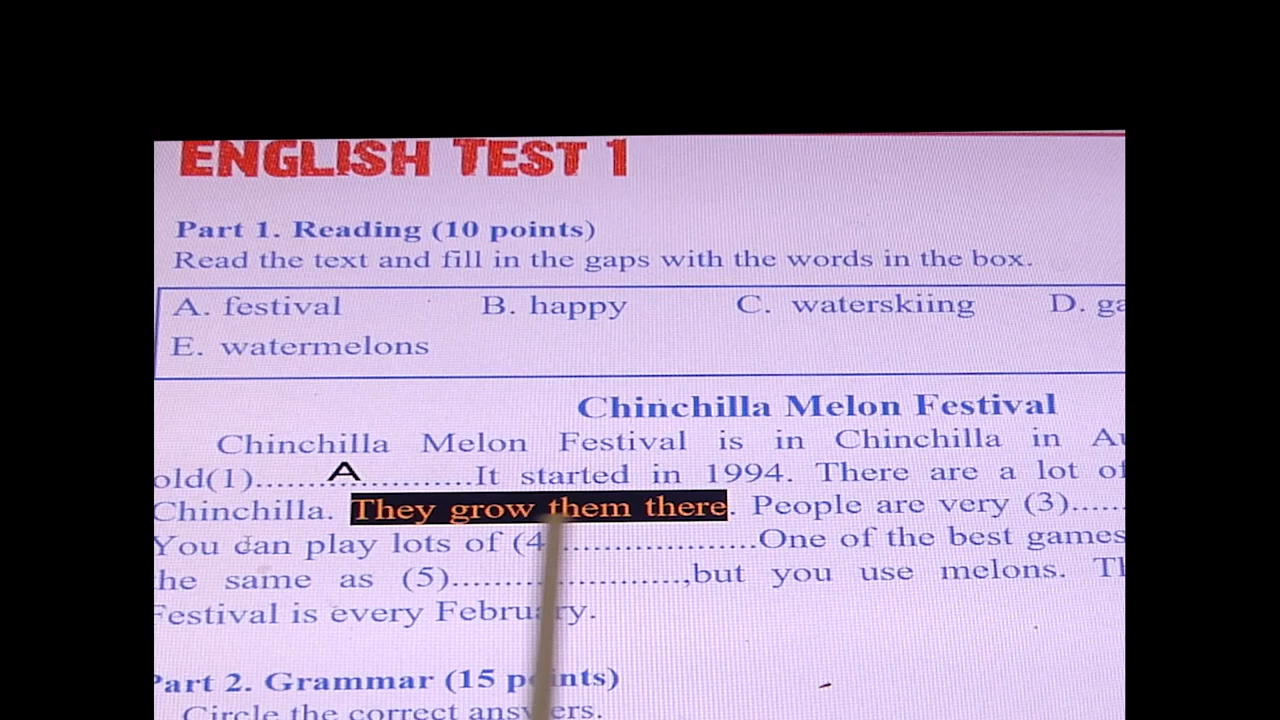 ENGLISH TEST 1
Part 1. Reading (10 points)
Read the text and fill in the gaps with the words in the box.
A. festival B. happy C. waterskiing D. ga
E. watermelons
Chinchilla Melon Festival
Chinchilla Melon Festival is in Chinchilla in Au
old(1)......A..............It started in 1994. There are a lot of
Chinchilla. They grow them there. People are very (3)......
You can play lots of (4....................One of the best games
he same as (5)........................,but you use melons. Th
Festival is every February.
Part 2. Grammar (15 points)
Circle the correct answers.